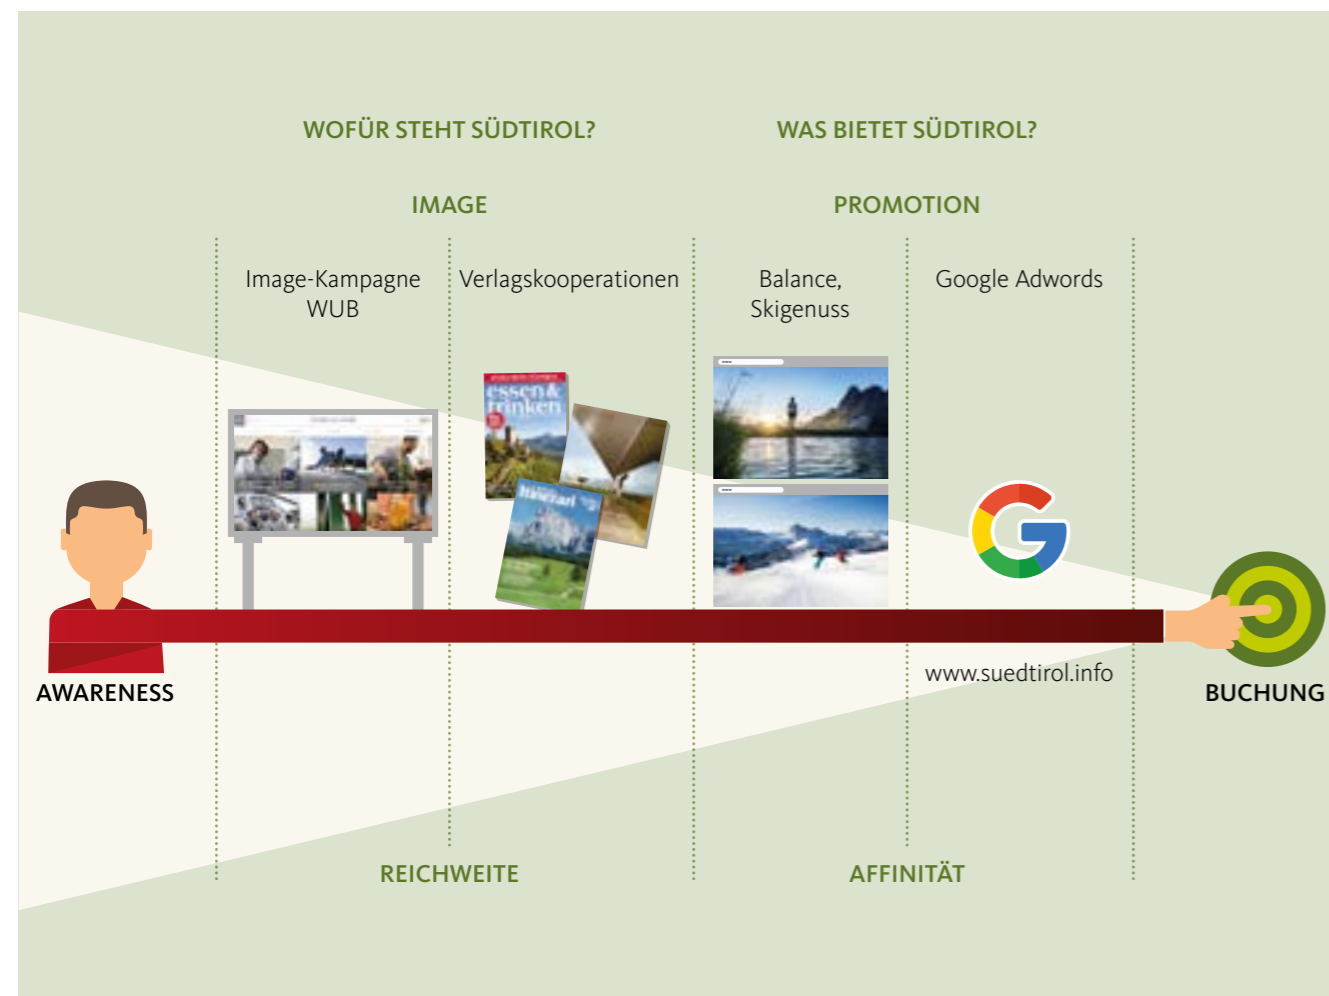 WOFÜR STEHT SÜDTIROL?
WAS BIETET SÜDTIROL?
IMAGE
PROMOTION
Image-Kampagne
WUB
Verlagskooperationen
Balance,
Skigenuss
Google Adwords
essen &
trinken
Itinerari
G
www.suedtirol.info
AWARENESS
BUCHUNG
REICHWEITE
AFFINITÄT